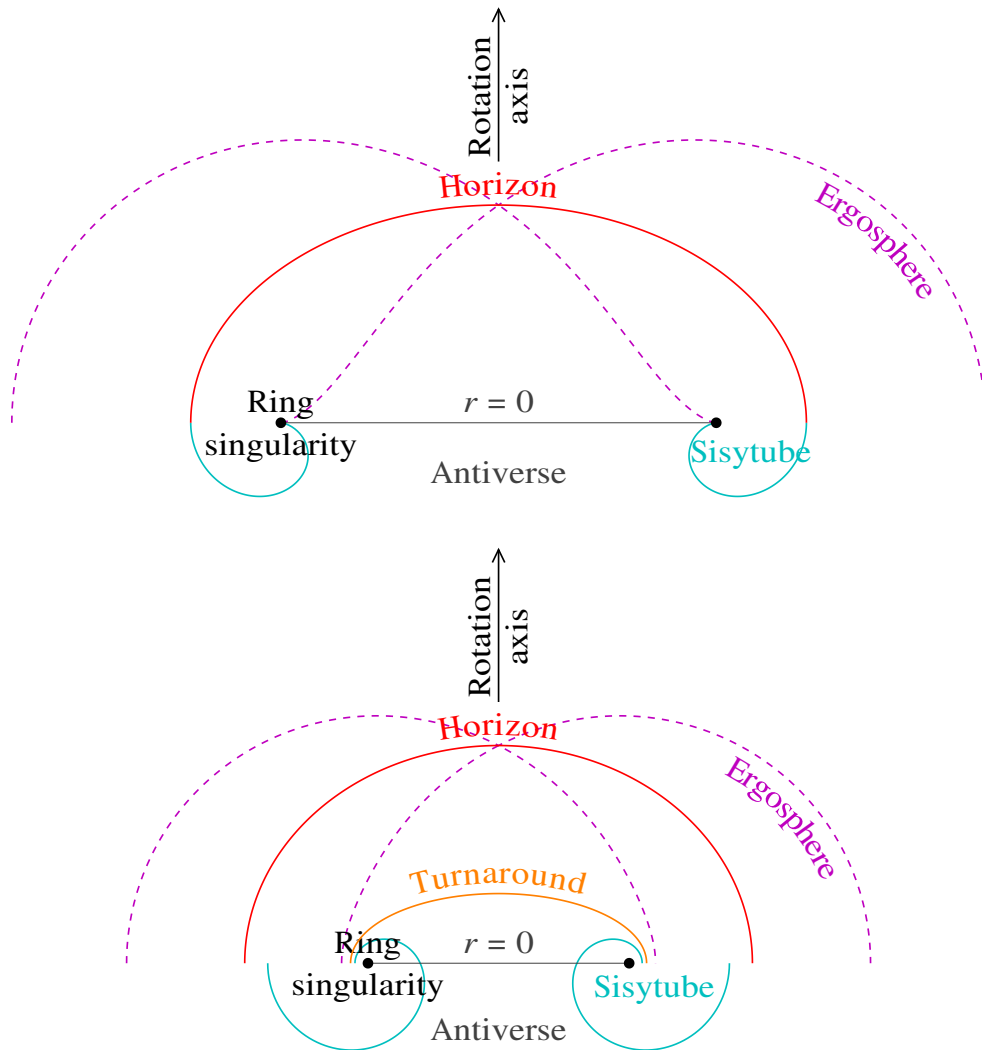 Rotation
axis
Horizon
Ergosphere
Ring
singularity
r = 0
Sisytube
Antiverse
Rotation
axis
Horizon
Ergosphere
Turnaround
Ring
singularity
r = 0
Sisytube
Antiverse